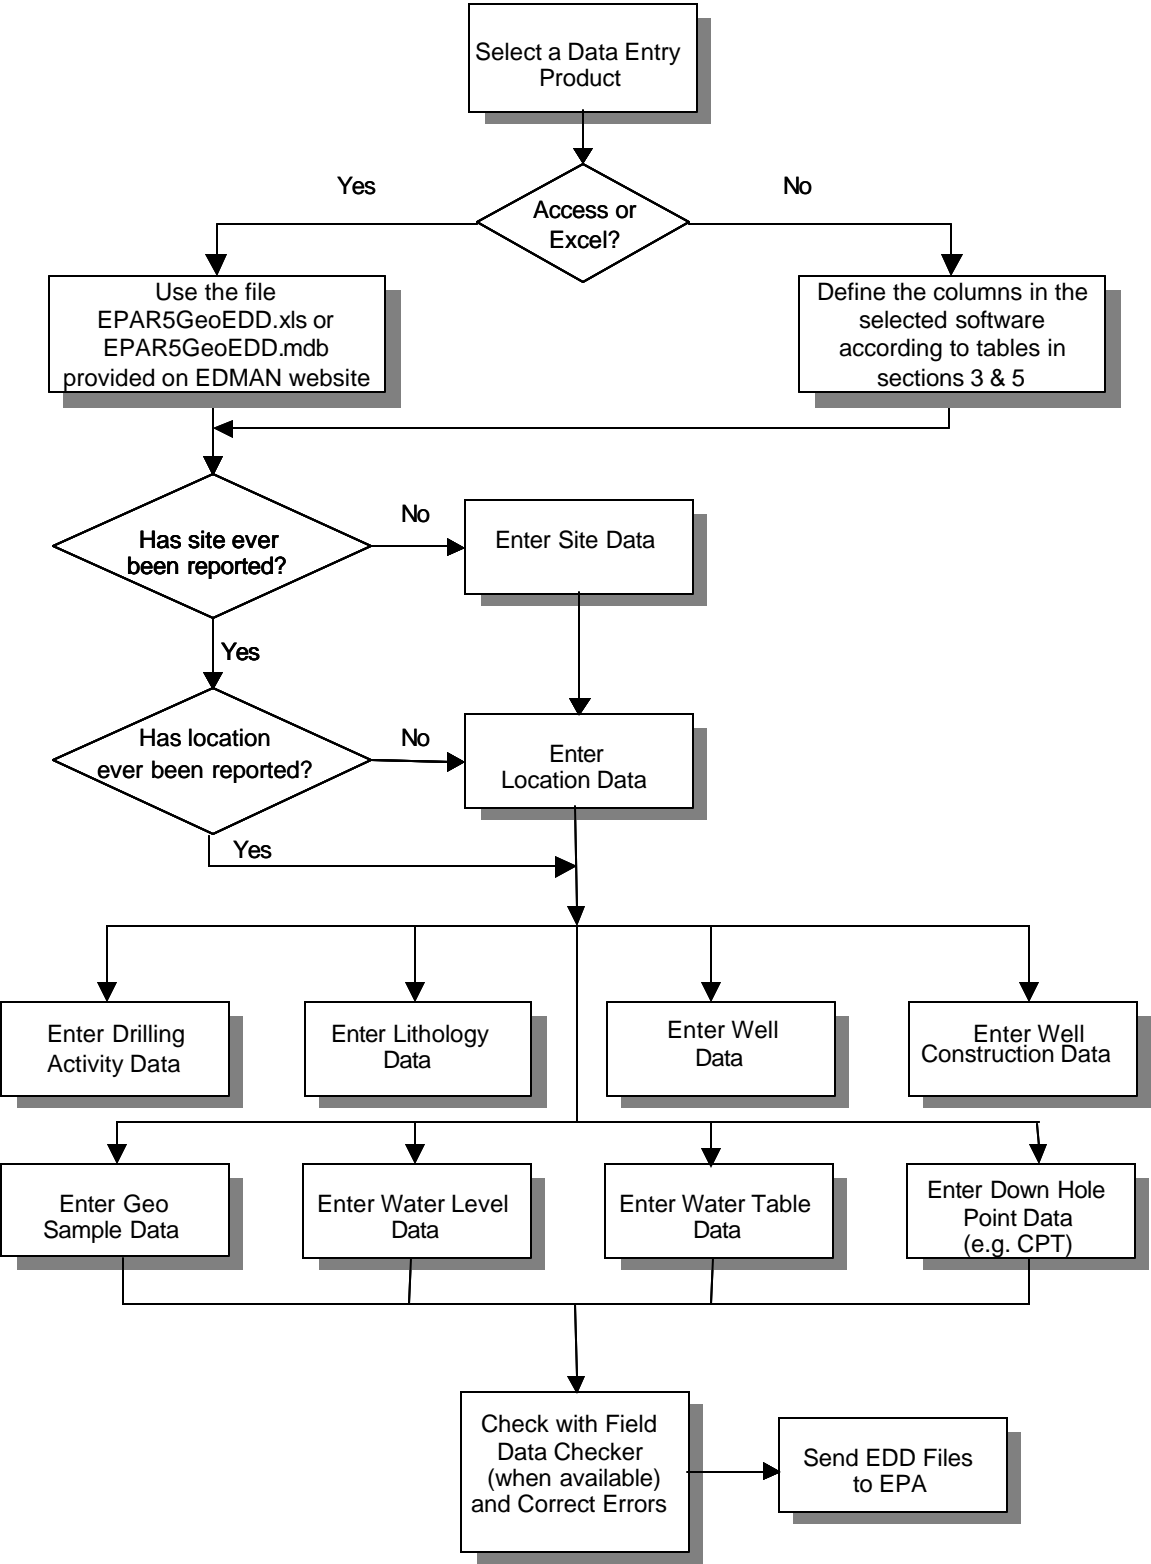 Select a Data Entry
Product
Yes
No
Access or
Excel?
Use the file
EPAR5GeoEDD.xls or
EPAR5GeoEDD.mdb
provided on EDMAN website
Define the columns in the
selected software
according to tables in
sections 3 & 5
Has site ever
been reported?
No
Enter Site Data
Yes
Has location
ever been reported?
No
Enter
Location Data
Yes
Enter Drilling
Activity Data
Enter Lithology
Data
Enter Well
Data
Enter Well
Construction Data
Enter Geo
Sample Data
Enter Water Level
Data
Enter Water Table
Data
Enter Down Hole
Point Data
(e.g. CPT)
Check with Field
Data Checker
(when available)
and Correct Errors
Send EDD Files
to EPA